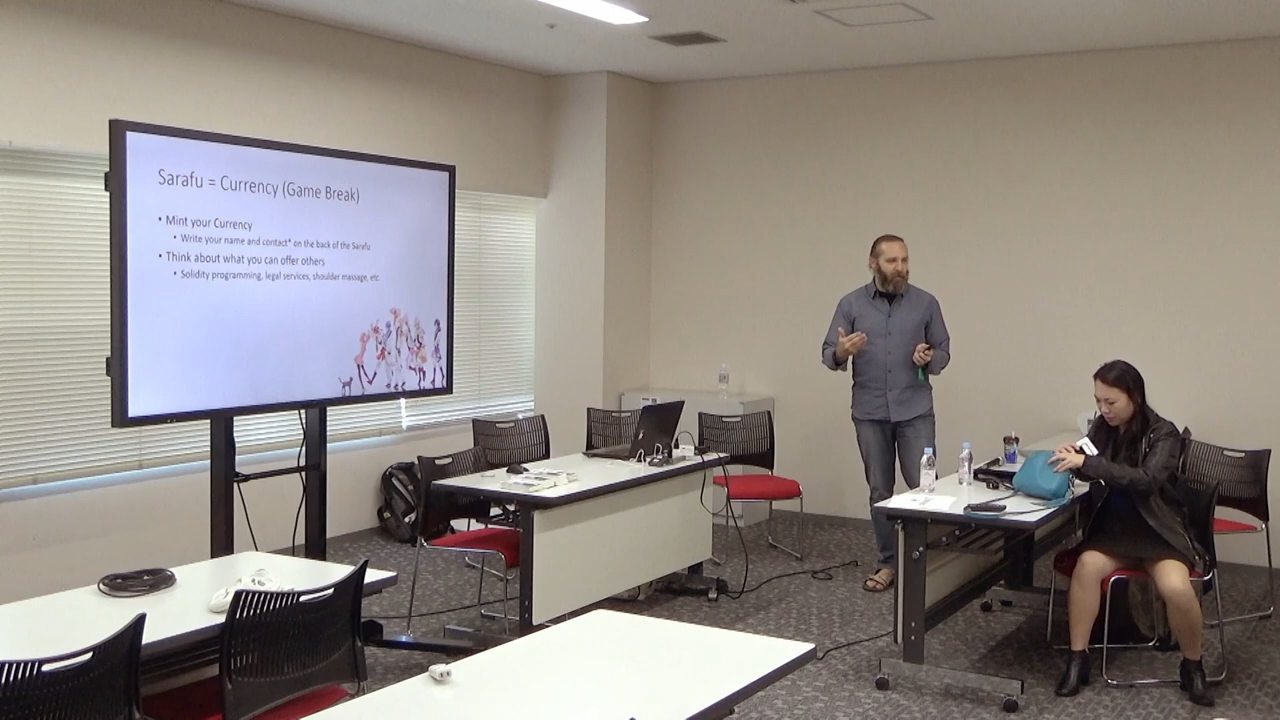 Sarafu = Currency (Game Break)
• Mint your Currency
• Write your name and contact* on the back of the Sarafu
• Think about what you can offer others
• Solidity programming, legal services, shoulder massage, etc.